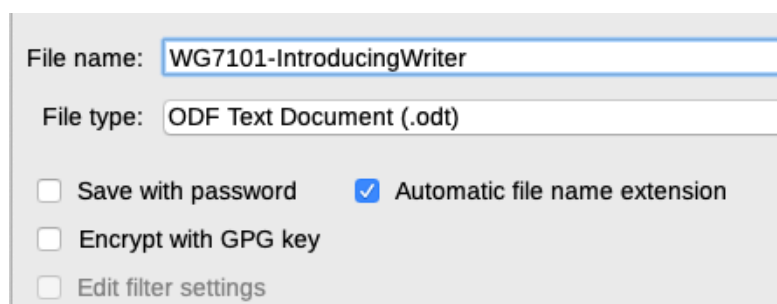 File name: WG7101-IntroducingWriter
File type: ODF Text Document (.odt)
Save with password Automatic file name extension
Encrypt with GPG key
Edit filter settings